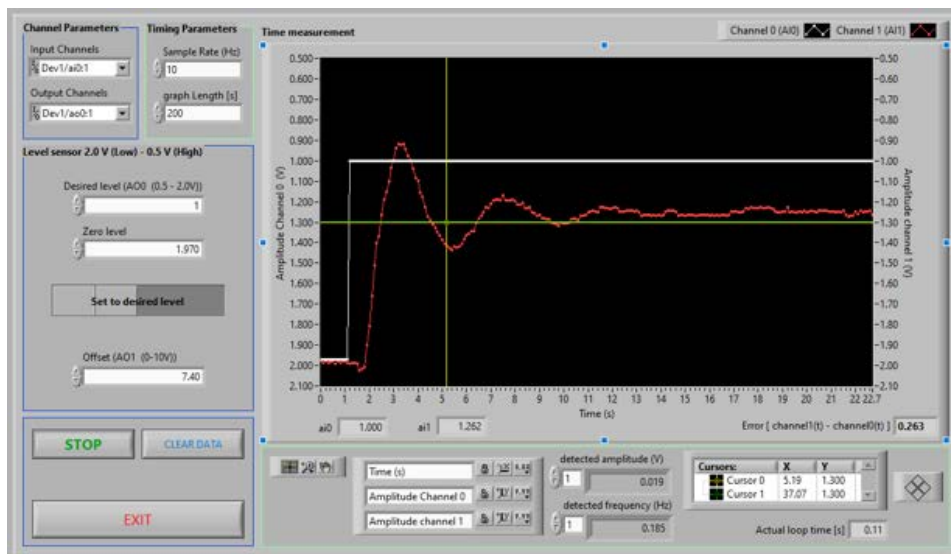 Channel Parameters
Input Channels
Dev1/ai0:1
Output Channels
Dev1/ao0:1
Timing Parameters
Sample Rate (Hz)
10
graph Length [s]
200
Level sensor 2.0 V (Low) - 0.5 V (High)
Desired level (AO0 (0.5 - 2.0V))
1
Zero level
1.970
Set to desired level
Offset (AO1 (0-10V))
7.40
STOP
CLEAR DATA
EXIT
Time measurement
Channel 0 (AI0)
Channel 1 (AI1)
Amplitude Channel 0 (V)
0.500
0.600
0.700
0.800
0.900
1.000
1.100
1.200
1.300
1.400
1.500
1.600
1.700
1.800
1.900
2.000
2.100
-0.50
-0.60
-0.70
-0.80
-0.90
-1.00
-1.10
-1.20
-1.30
-1.40
-1.50
-1.60
-1.70
-1.80
-1.90
-2.00
-2.10
Amplitude channel 1 (V)
0 1 2 3 4 5 6 7 8 9 10 11 12 13 14 15 16 17 18 19 20 21 22 22.7
Time (s)
ai0 1.000 ai1 1.262
Error [ channel1(t) - channel0(t) ] 0.263
Time (s)
Amplitude Channel 0
Amplitude channel 1
detected amplitude (V)
1 0.019
detected frequency (Hz)
1 0.185
Cursors: X Y
Cursor 0 5.19 1.300
Cursor 1 37.07 1.300
Actual loop time [s] 0.11